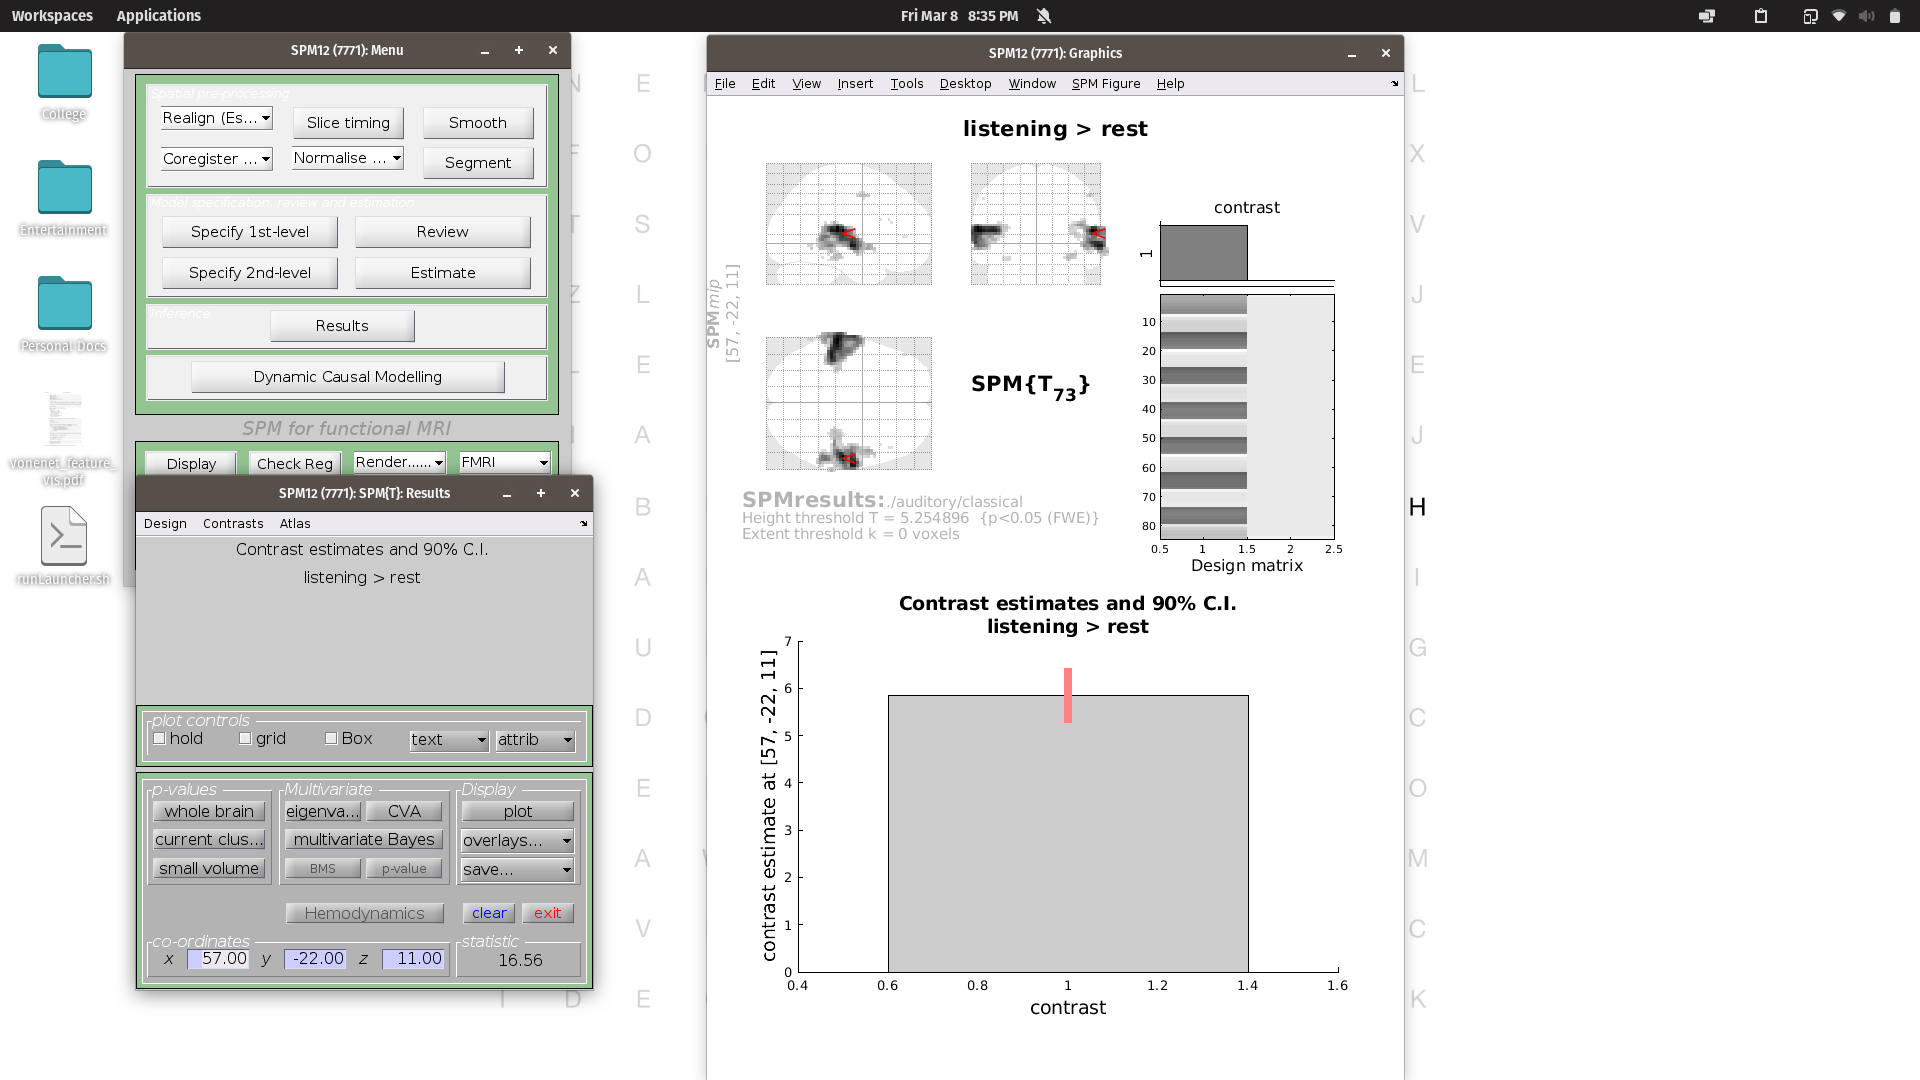 Workspaces Applications Fri Mar 8 8:35 PM
College
Entertainment
Personal Docs
vonenet_feature_
vis.pdf
runLauncher.sh
SPM12 (7771): Menu
Spatial pre-processing
Realign (Es... Slice timing Smooth
Coregister ... Normalise ... Segment
Model specification, review and estimation
Specify 1st-level Review
Specify 2nd-level Estimate
Inference
Results
Dynamic Causal Modelling
SPM for functional MRI
Display Check Reg Render...... FMRI
SPM12 (7771): SPM{T}: Results
Design Contrasts Atlas
Contrast estimates and 90% C.I.
listening > rest
plot controls
hold grid Box text attrib
p-values Multivariate Display
whole brain eigenva... CVA plot
current clus... multivariate Bayes overlays...
small volume BMS p-value save...
Hemodynamics clear exit
co-ordinates statistic
x 57.00 y -22.00 z 11.00 16.56
SPM12 (7771): Graphics
File Edit View Insert Tools Desktop Window SPM Figure Help
listening > rest
SPMmip
[57, -22, 11]
<
<
<
SPM{T73}
contrast
1
10
20
30
40
50
60
70
80
0.5 1 1.5 2 2.5
Design matrix
SPMresults: ./auditory/classical
Height threshold T = 5.254896 {p<0.05 (FWE)}
Extent threshold k = 0 voxels
Contrast estimates and 90% C.I.
listening > rest
contrast estimate at [57, -22, 11]
7
6
5
4
3
2
1
0
0.4 0.6 0.8 1 1.2 1.4 1.6
contrast
N E L
F O X
T S V
Z L J
L E E
A J
B H
A I
U G
D C
E O
A M
V C
I D E K